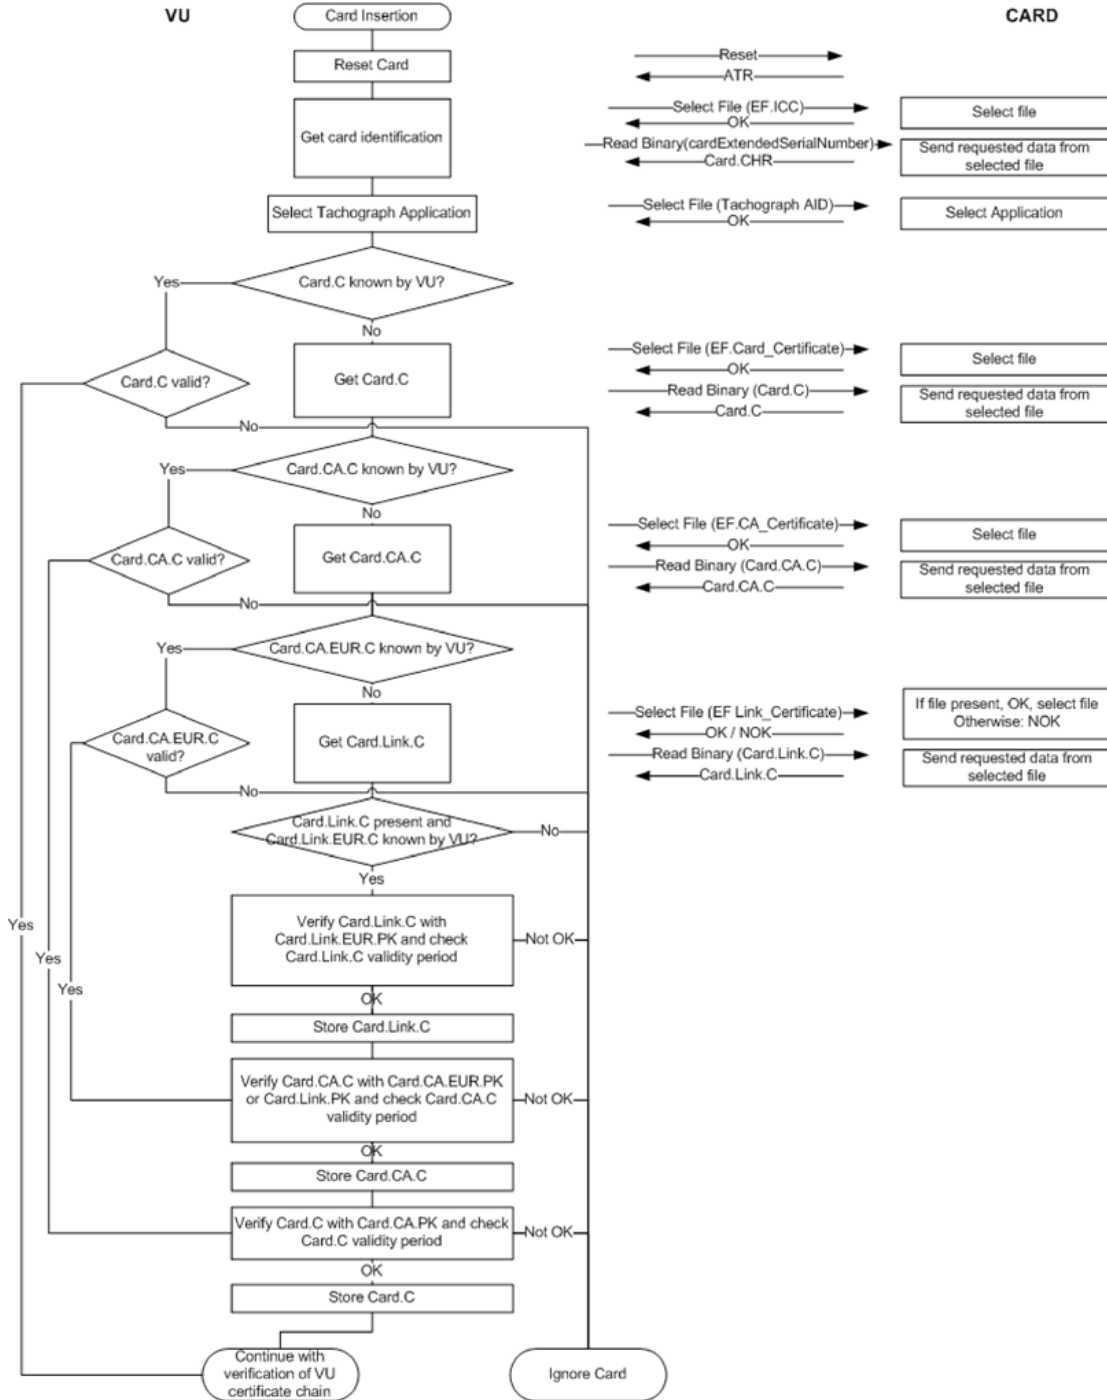 VU
Card Insertion
CARD
Reset Card
Reset
ATR
Get card identification
Select File (EF.ICC)
OK
Select file
Read Binary(cardExtendedSerialNumber)
Card.CHR
Send requested data from
selected file
Select Tachograph Application
Select File (Tachograph AID)
OK
Select Application
Card.C known by VU?
Yes
No
Card.C valid?
Get Card.C
Select File (EF.Card_Certificate)
OK
Select file
Read Binary (Card.C)
Card.C
Send requested data from
selected file
No
Card.CA.C known by VU?
Yes
No
Card.CA.C valid?
Get Card.CA.C
Select File (EF.CA_Certificate)
OK
Select file
Read Binary (Card.CA.C)
Card.CA.C
Send requested data from
selected file
No
Card.CA.EUR.C known by VU?
Yes
No
Card.CA.EUR.C
valid?
Get Card.Link.C
Select File (EF Link_Certificate)
OK / NOK
If file present, OK, select file
Otherwise: NOK
Read Binary (Card.Link.C)
Card.Link.C
Send requested data from
selected file
No
Card.Link.C present and
Card.Link.EUR.C known by VU?
No
Yes
Yes
Yes
Yes
Verify Card.Link.C with
Card.Link.EUR.PK and check
Card.Link.C validity period
Not OK
OK
Store Card.Link.C
Verify Card.CA.C with Card.CA.EUR.PK
or Card.Link.PK and check Card.CA.C
validity period
Not OK
OK
Store Card.CA.C
Verify Card.C with Card.CA.PK and check
Card.C validity period
Not OK
OK
Store Card.C
Continue with
verification of VU
certificate chain
Ignore Card